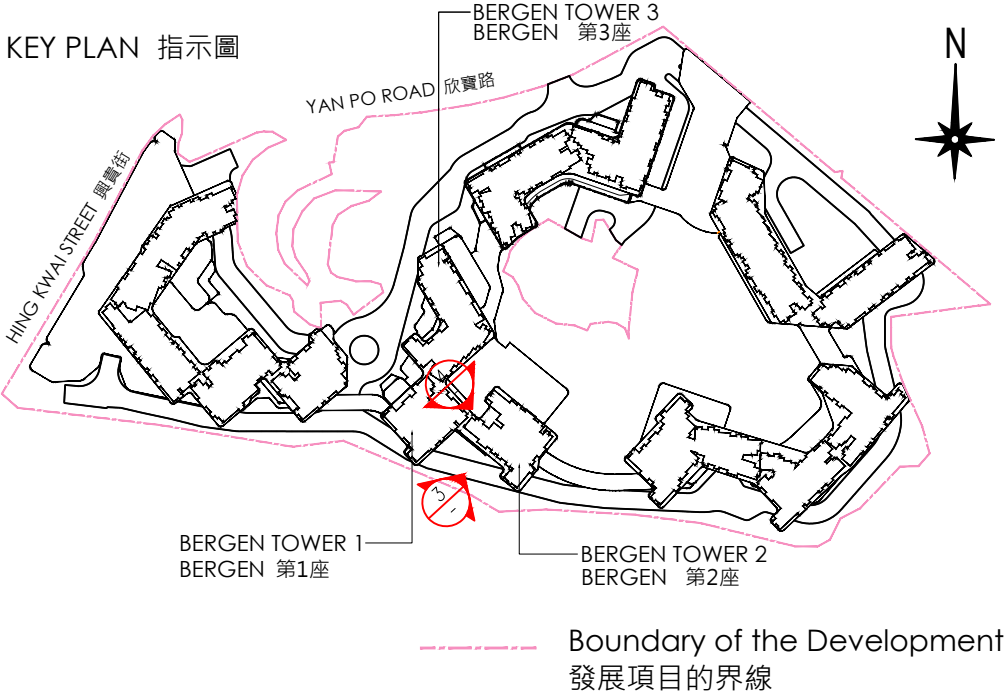 BERGEN TOWER 3
BERGEN 第3座
KEY PLAN 指示圖
N
YAN PO ROAD 欣寶路
HING KWAI STREET 興貴街
3
-
BERGEN TOWER 1
BERGEN 第1座
BERGEN TOWER 2
BERGEN 第2座
Boundary of the Development
發展項目的界線